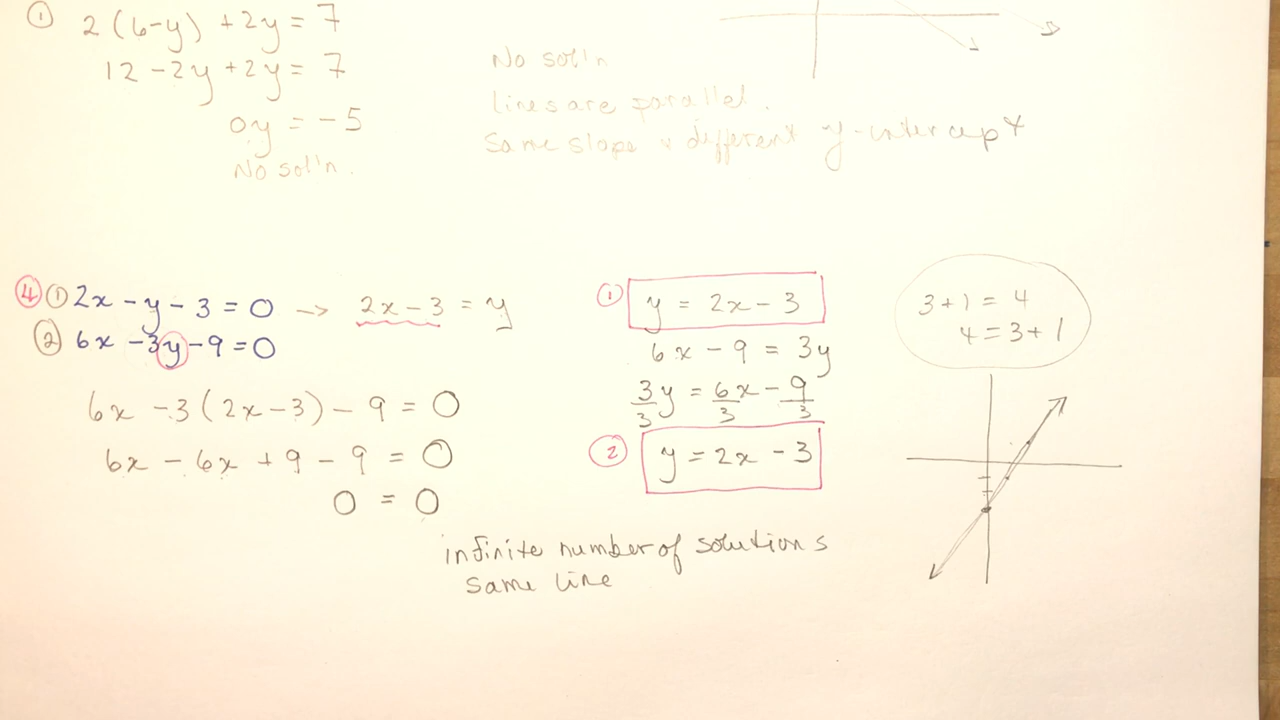 ① 2(6-y) + 2y = 7
12 - 2y + 2y = 7
0y = -5
No sol'n.
No sol'n
lines are parallel.
Same slope & different y-intercept
④ ① 2x - y - 3 = 0 -> 2x - 3 = y
② 6x - 3y - 9 = 0
6x - 3(2x - 3) - 9 = 0
6x - 6x + 9 - 9 = 0
0 = 0
① y = 2x - 3
6x - 9 = 3y
3/3 y = 6/3 x - 9/3
② y = 2x - 3
3 + 1 = 4
4 = 3 + 1
infinite number of solutions
same line